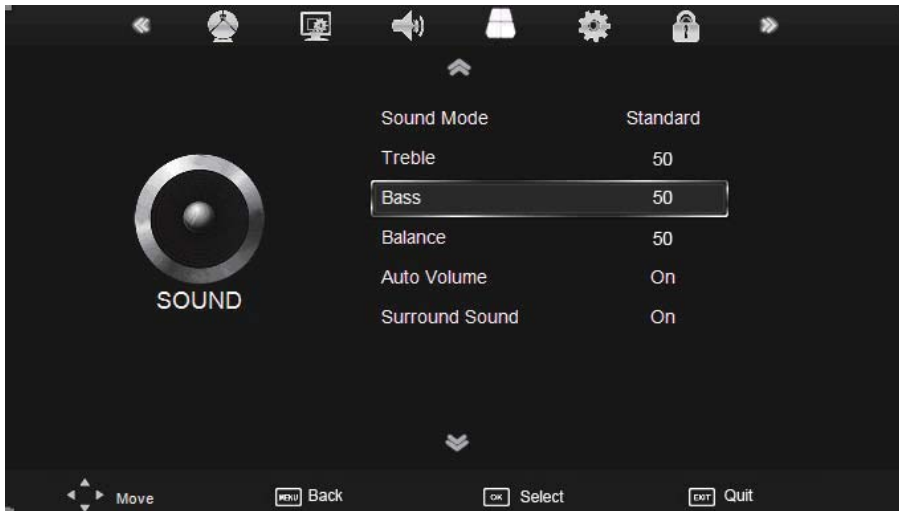 Sound Mode Standard
Treble 50
Bass 50
Balance 50
Auto Volume On
Surround Sound On
SOUND
Move MENU Back OK Select EXIT Quit